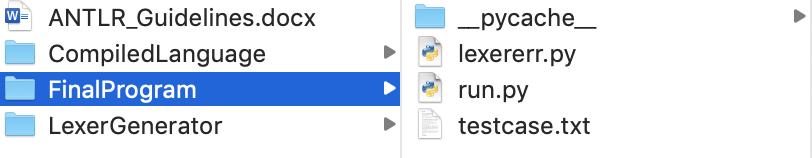 ANTLR_Guidelines.docx
CompiledLanguage
FinalProgram
LexerGenerator
__pycache__
lexererr.py
run.py
testcase.txt